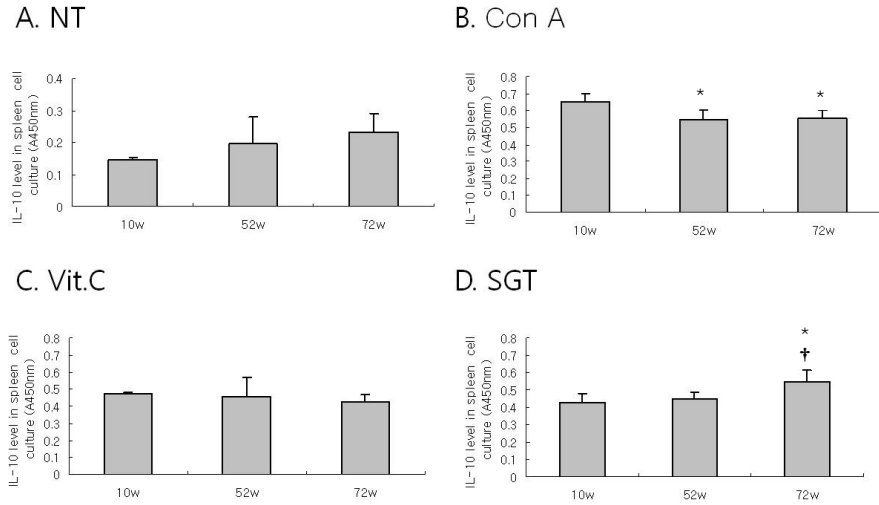 A. NT
IL-10 level in spleen cell
culture (A450nm)
0.4
0.3
0.2
0.1
0
10w
52w
72w
B. Con A
IL-10 level in spleen cell
culture (A450nm)
0.8
0.7
0.6
0.5
0.4
0.3
0.2
0.1
0
*
*
10w
52w
72w
C. Vit.C
IL-10 level in spleen cell
culture (A450nm)
0.8
0.7
0.6
0.5
0.4
0.3
0.2
0.1
0
10w
52w
72w
D. SGT
IL-10 level in spleen cell
culture (A450nm)
0.8
0.7
0.6
0.5
0.4
0.3
0.2
0.1
0
*
†
10w
52w
72w